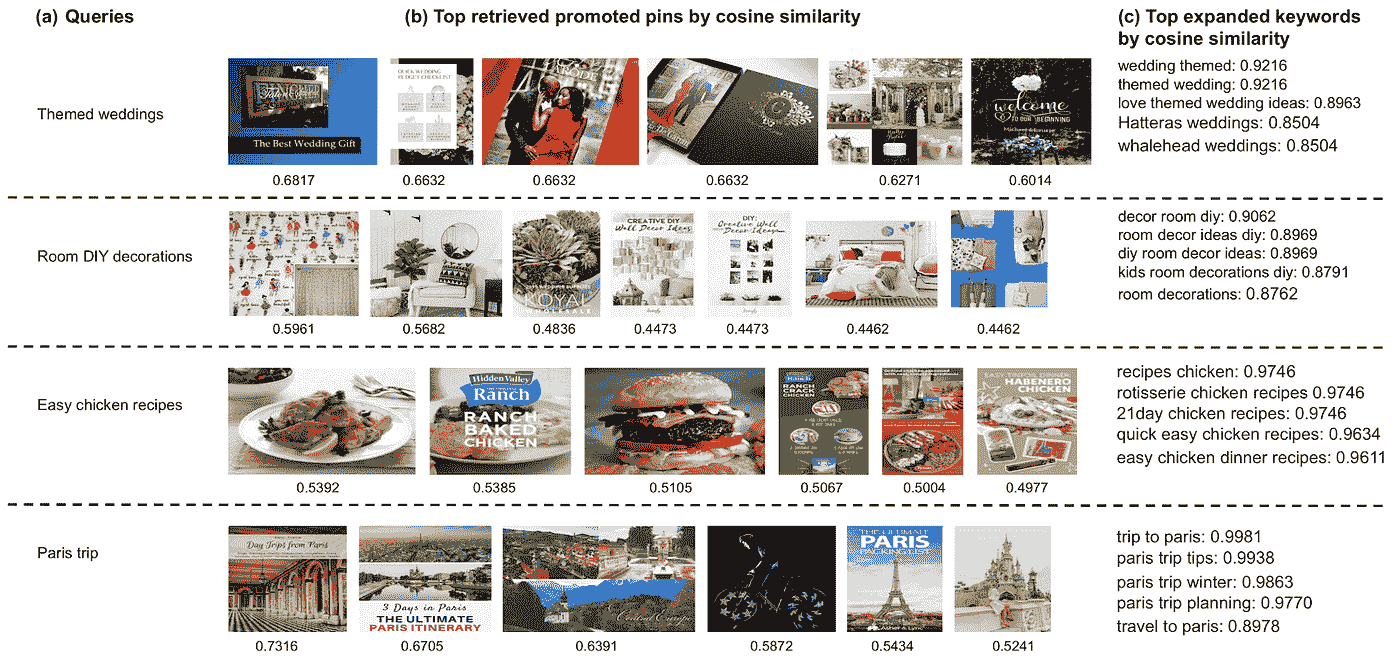 (a) Queries
(b) Top retrieved promoted pins by cosine similarity
(c) Top expanded keywords
by cosine similarity
Themed weddings
The Best Wedding Gift
QUICK WEDDING
BUDGET CHECKLIST
welcome
TO OUR BEGINNING
0.6817
0.6632
0.6632
0.6632
0.6271
0.6014
wedding themed: 0.9216
themed wedding: 0.9216
love themed wedding ideas: 0.8963
Hatteras weddings: 0.8504
whalehead weddings: 0.8504
Room DIY decorations
ROYAL
WHOLESALE
CREATIVE DIY
Wall Decor Ideas
DIY:
Creative Wall
Decor Ideas
0.5961
0.5682
0.4836
0.4473
0.4473
0.4462
0.4462
decor room diy: 0.9062
room decor ideas diy: 0.8969
diy room decor ideas: 0.8969
kids room decorations diy: 0.8791
room decorations: 0.8762
Easy chicken recipes
Hidden Valley
Ranch
RANCH
BAKED
CHICKEN
RANCH
CRACK
CHICKEN
HABENERO
CHICKEN
0.5392
0.5385
0.5105
0.5067
0.5004
0.4977
recipes chicken: 0.9746
rotisserie chicken recipes 0.9746
21day chicken recipes: 0.9746
quick easy chicken recipes: 0.9634
easy chicken dinner recipes: 0.9611
Paris trip
Day Trips from Paris
3 Days in Paris
THE ULTIMATE
PARIS ITINERARY
Central Europe
THE ULTIMATE
PARIS
PACKING LIST
0.7316
0.6705
0.6391
0.5872
0.5434
0.5241
trip to paris: 0.9981
paris trip tips: 0.9938
paris trip winter: 0.9863
paris trip planning: 0.9770
travel to paris: 0.8978